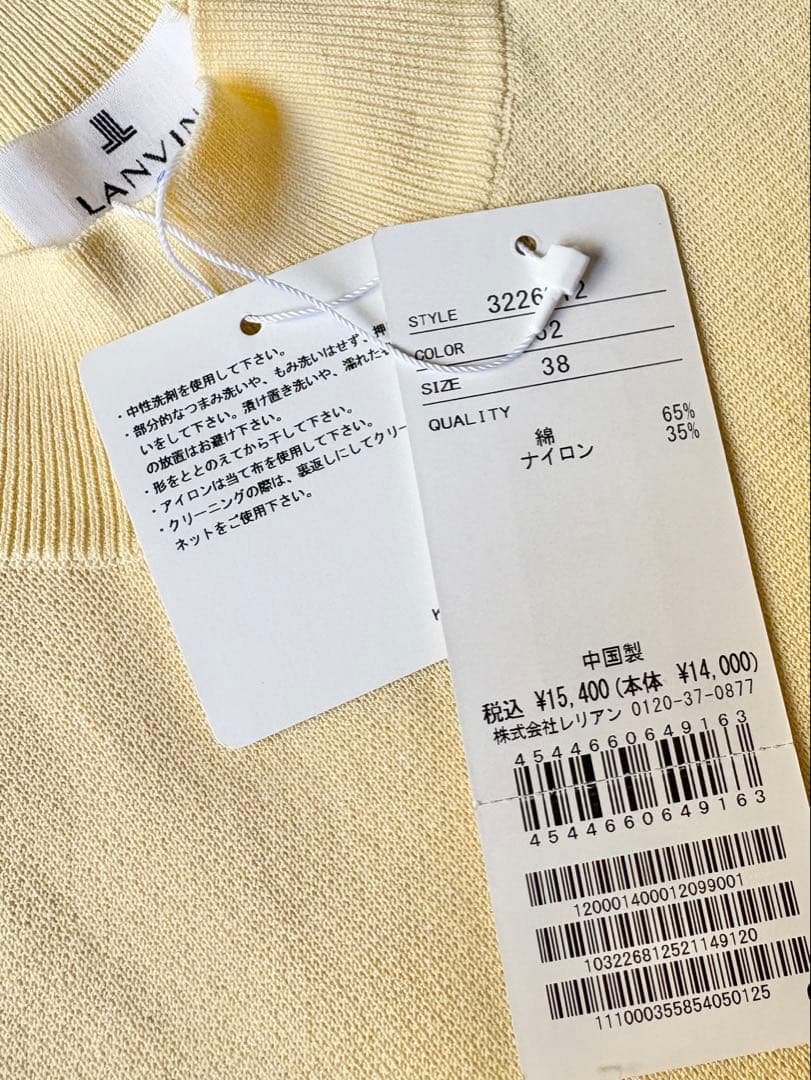 LANVIN
・中性洗剤を使用して下さい。
・部分的なつまみ洗いや、もみ洗いはせず、押
いをして下さい。漬け置き洗いや、濡れた
の放置はお避け下さい。
・形をととのえてから干して下さい。
・アイロンは当て布を使用して下さい。
・クリーニングの際は、裏返しにしてクリー
ネットをご使用下さい。
STYLE
COLOR
SIZE 38
QUALITY
綿 65%
ナイロン 35%
中国製
税込 ¥15,400(本体 ¥14,000)
株式会社レリアン 0120-37-0877
4544660649163
4544660649163
120001400012099001
103226812521149120
111000355854050125